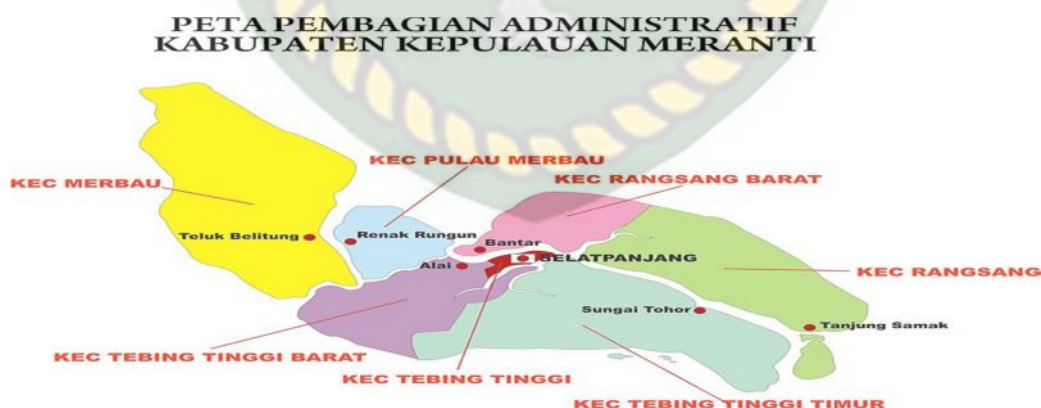 PETA PEMBAGIAN ADMINISTRATIF
KABUPATEN KEPULAUAN MERANTI
KEC PULAU MERBAU
KEC MERBAU
KEC RANGSANG BARAT
Teluk Belitung
Renak Rungun
Bantar
Alai
SELATPANJANG
KEC RANGSANG
Sungai Tohor
Tanjung Samak
KEC TEBING TINGGI BARAT
KEC TEBING TINGGI
KEC TEBING TINGGI TIMUR